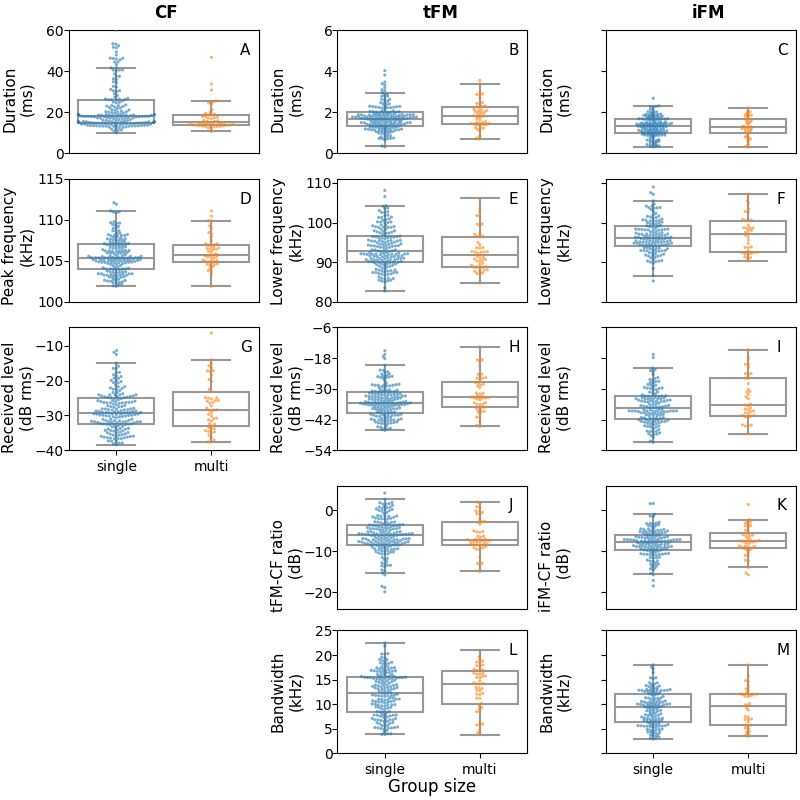 CF
tFM
iFM
Duration
(ms)
60
40
20
0
A
Duration
(ms)
6
4
2
0
B
Duration
(ms)
C
Peak frequency
(kHz)
115
110
105
100
D
Lower frequency
(kHz)
110
100
90
80
E
Lower frequency
(kHz)
F
Received level
(dB rms)
−10
−20
−30
−40
G
single
multi
Received level
(dB rms)
−6
−18
−30
−42
−54
H
Received level
(dB rms)
I
tFM-CF ratio
(dB)
0
−10
−20
J
iFM-CF ratio
(dB)
K
Bandwidth
(kHz)
25
20
15
10
5
0
L
single
multi
Bandwidth
(kHz)
M
single
multi
Group size